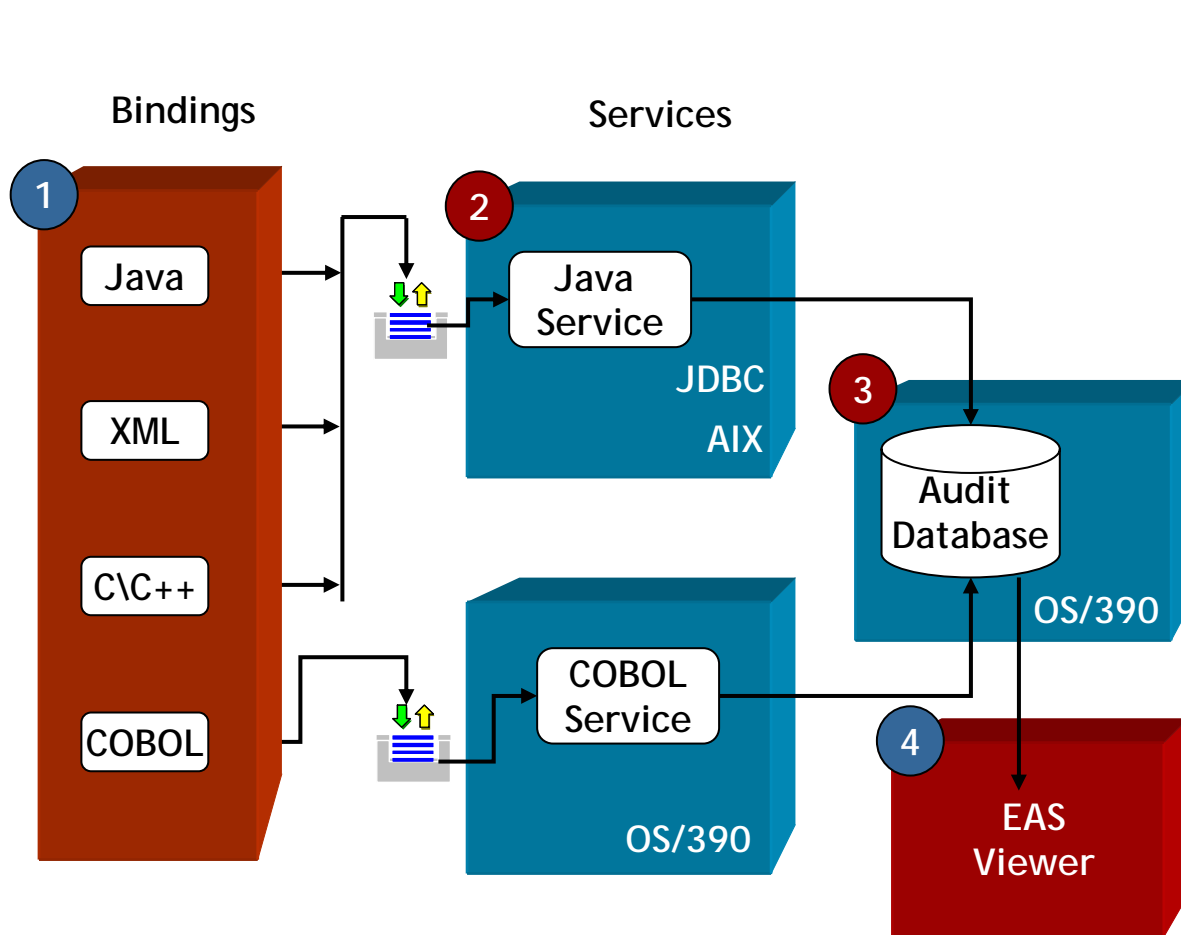 Bindings
Services
1
Java
XML
C\C++
COBOL
2
Java
Service
JDBC
AIX
COBOL
Service
OS/390
3
Audit
Database
OS/390
4
EAS
Viewer